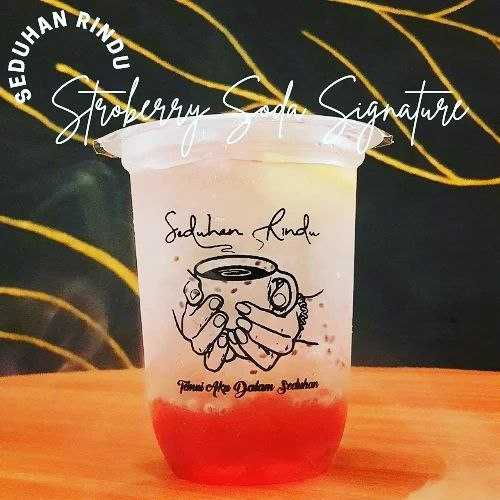 SEDUHAN RINDU
Stroberry Soda Signature
Seduhan Rindu
Temui Aku Dalam Seduhan